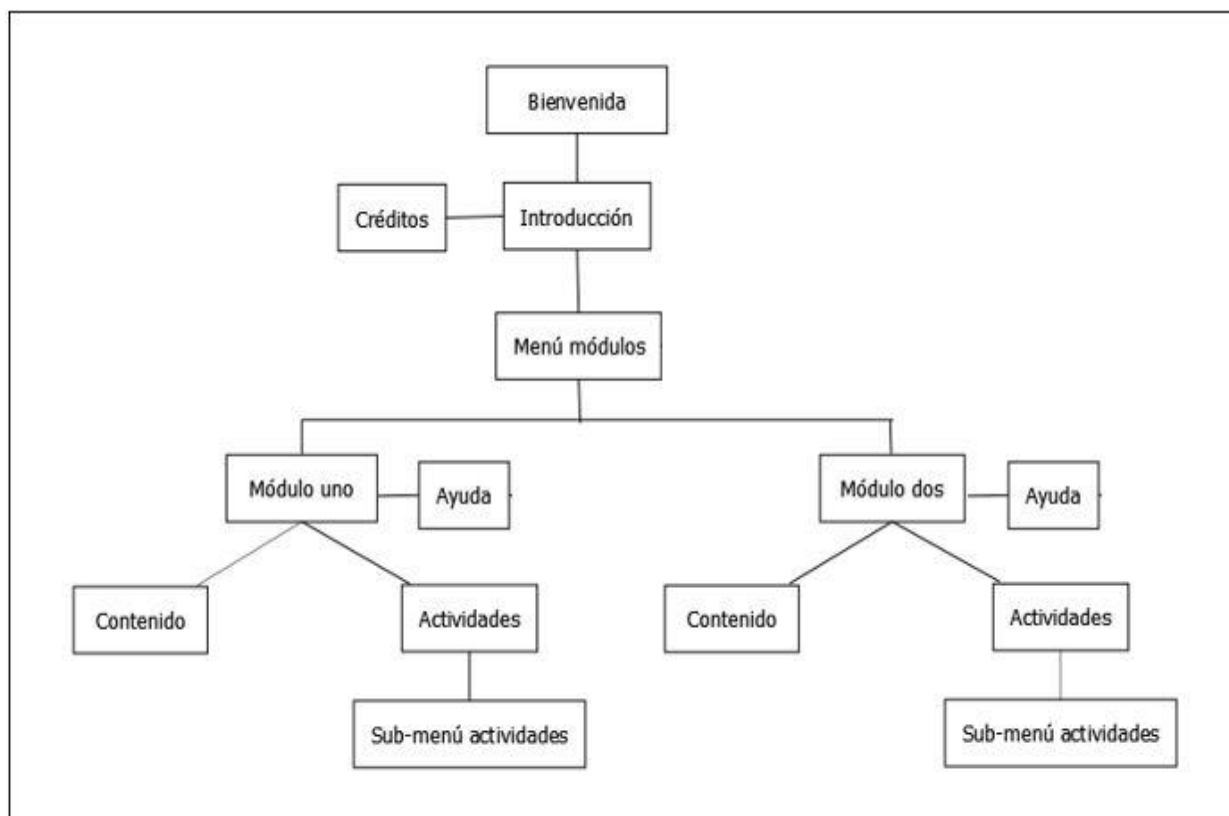 Bienvenida
Créditos
Introducción
Menú módulos
Módulo uno
Ayuda
Módulo dos
Ayuda
Contenido
Actividades
Contenido
Actividades
Sub-menú actividades
Sub-menú actividades